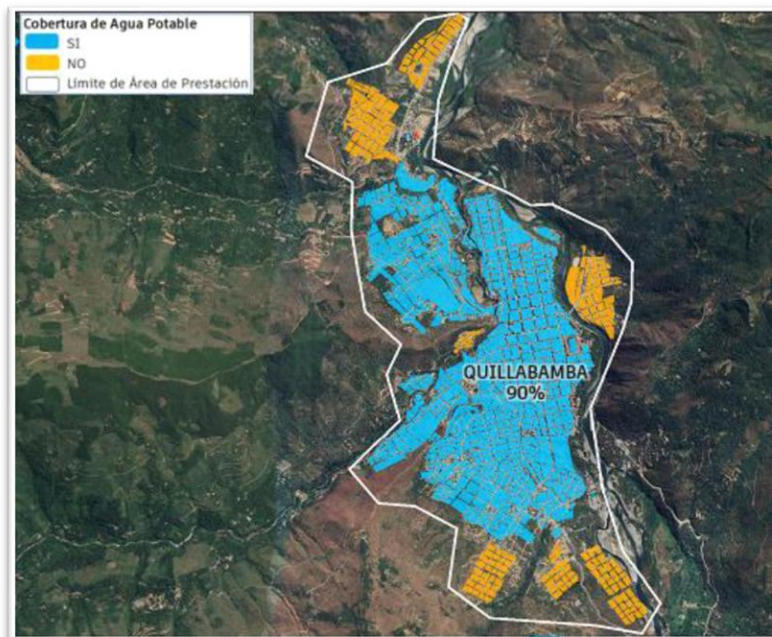 Cobertura de Agua Potable
SI
NO
Límite de Área de Prestación
QUILLABAMBA
90%